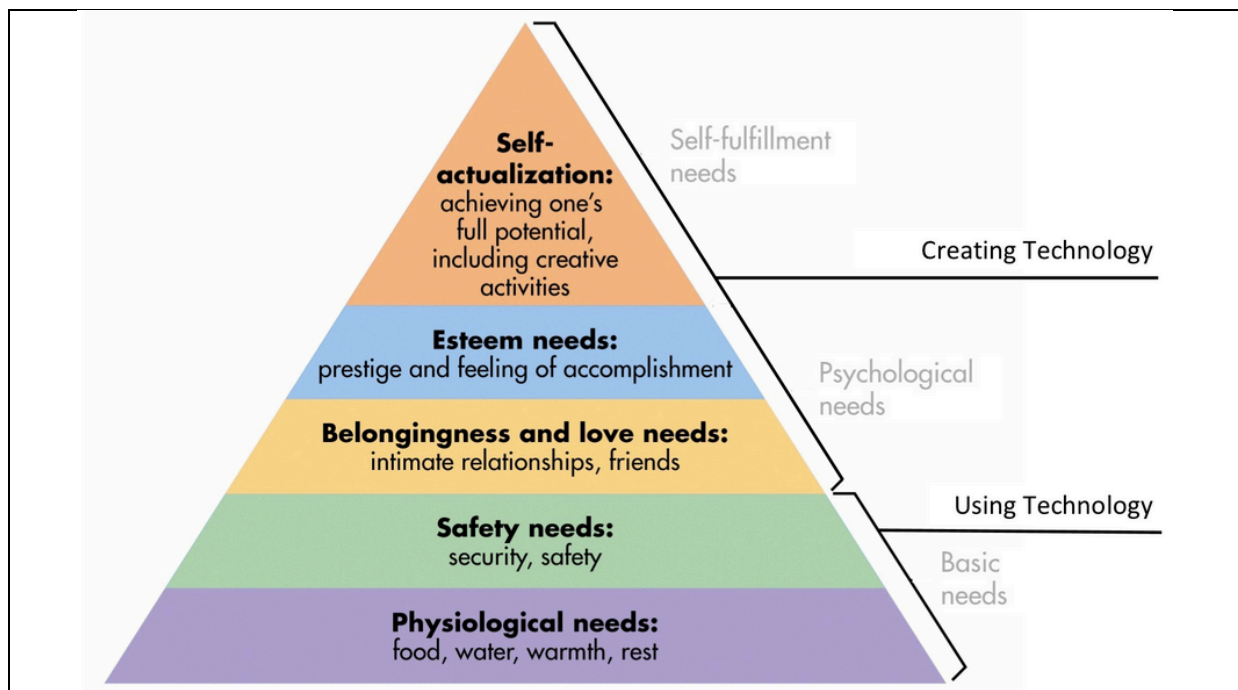 Self-
actualization:
achieving one's
full potential,
including creative
activities
Self-fulfillment
needs
Creating Technology
Esteem needs:
prestige and feeling of accomplishment
Psychological
needs
Belongingness and love needs:
intimate relationships, friends
Using Technology
Safety needs:
security, safety
Basic
needs
Physiological needs:
food, water, warmth, rest